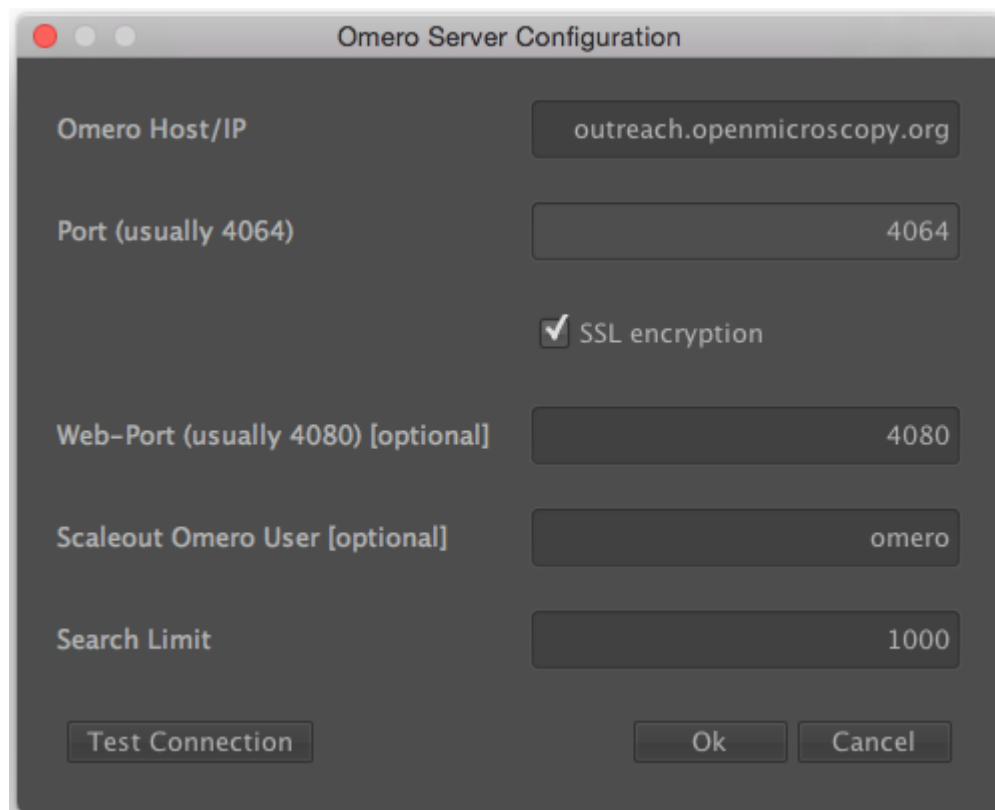 Omero Server Configuration
Omero Host/IP outreach.openmicroscopy.org
Port (usually 4064) 4064
SSL encryption
Web-Port (usually 4080) [optional] 4080
Scaleout Omero User [optional] omero
Search Limit 1000
Test Connection Ok Cancel